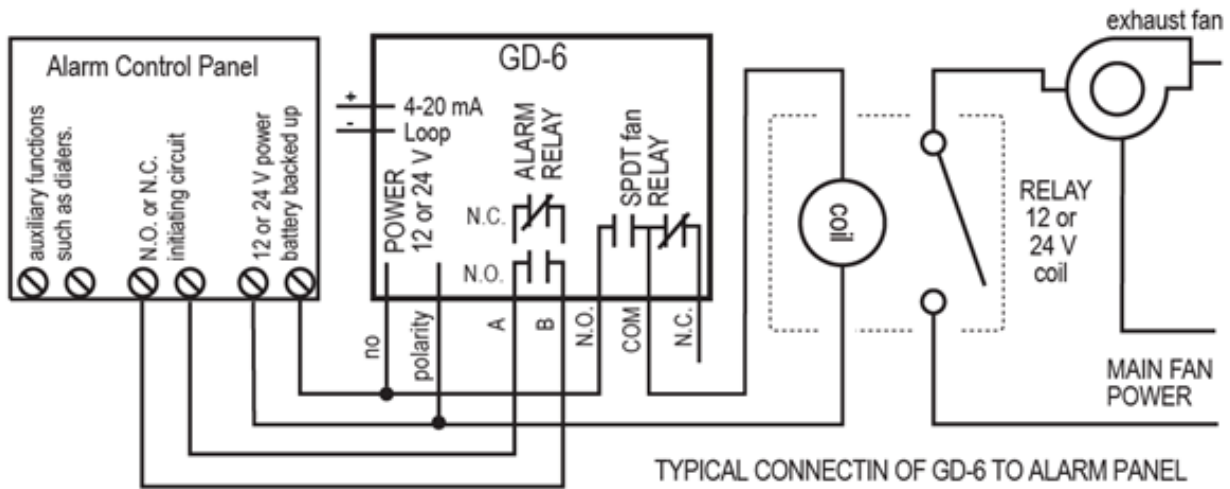 exhaust fan
Alarm Control Panel
GD-6
+
4-20 mA
-
Loop
auxiliary functions
such as dialers.
N.O. or N.C.
initiating circuit
12 or 24 V power
battery backed up
POWER
12 or 24 V
ALARM
RELAY
N.C.
N.O.
SPDT fan
RELAY
coil
RELAY
12 or
24 V
coil
no
polarity
A
B
N.O.
COM
N.C.
MAIN FAN
POWER
TYPICAL CONNECTIN OF GD-6 TO ALARM PANEL